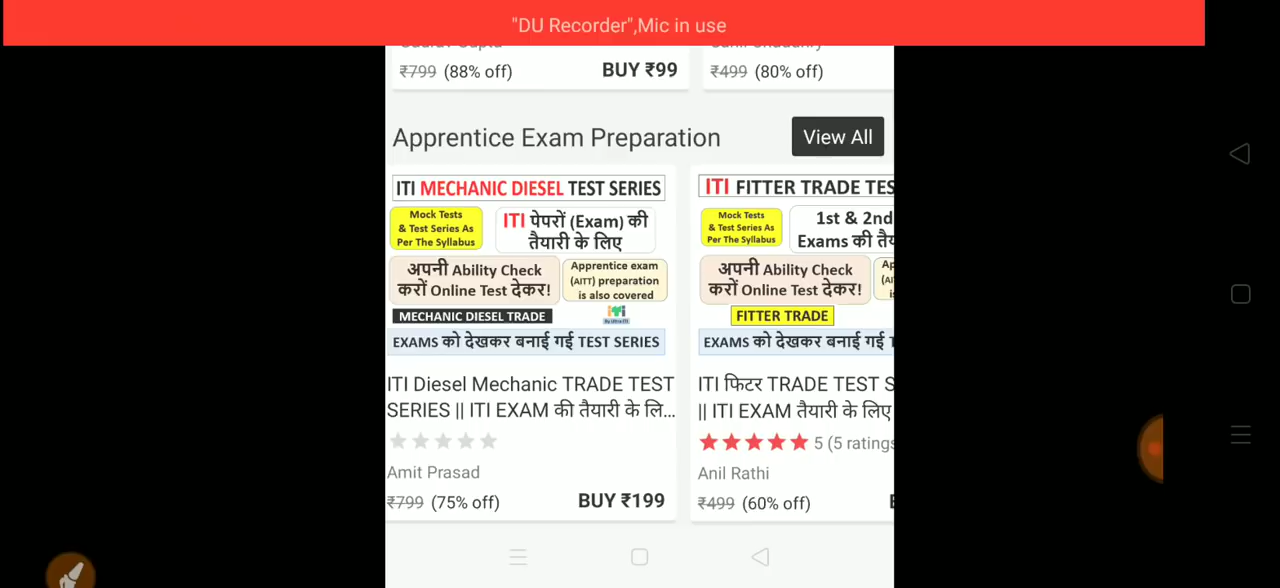 "DU Recorder",Mic in use
₹799 (88% off) BUY ₹99
₹499 (80% off)
Apprentice Exam Preparation
View All
ITI MECHANIC DIESEL TEST SERIES
Mock Tests
& Test Series As
Per The Syllabus
ITI पेपरों (Exam) की
तैयारी के लिए
अपनी Ability Check
करों Online Test देकर!
Apprentice exam
(AITT) preparation
is also covered
MECHANIC DIESEL TRADE
iTi
EXAMS को देखकर बनाई गई TEST SERIES
ITI Diesel Mechanic TRADE TEST
SERIES || ITI EXAM की तैयारी के लि...
Amit Prasad
₹799 (75% off) BUY ₹199
ITI FITTER TRADE TES
Mock Tests
& Test Series As
Per The Syllabus
1st & 2nd
Exams की तै
अपनी Ability Check
करों Online Test देकर!
FITTER TRADE
EXAMS को देखकर बनाई गई
ITI फिटर TRADE TEST S
|| ITI EXAM तैयारी के लिए
5 (5 ratings
Anil Rathi
₹499 (60% off)